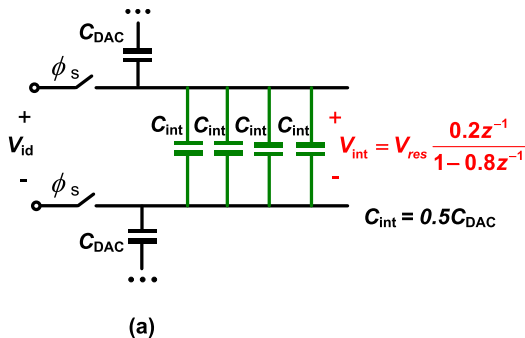 ...
C_DAC
ϕ_S
+
V_id
-
C_int C_int C_int C_int
+
V_int = V_res 0.2z^-1 / 1-0.8z^-1
-
ϕ_S
C_int = 0.5C_DAC
C_DAC
...
(a)